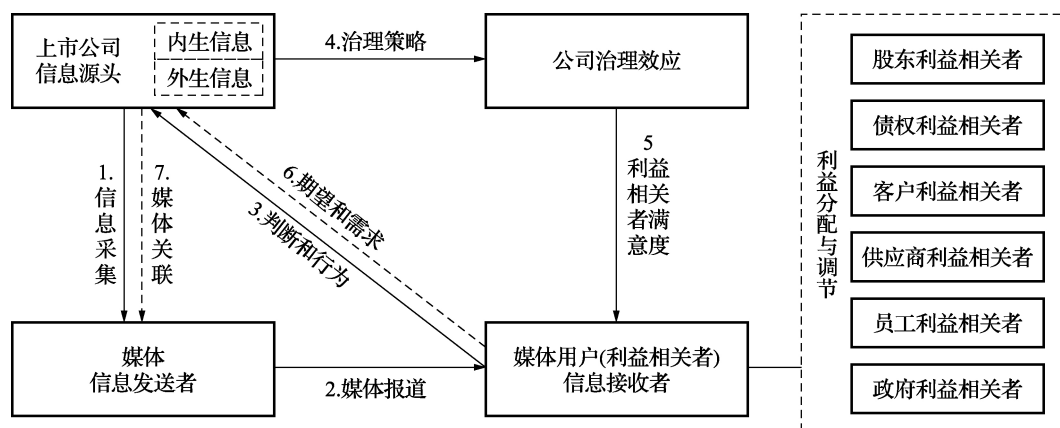 上市公司
信息源头
内生信息
外生信息
4.治理策略
公司治理效应
1.信息采集
7.媒体关联
6.期望和需求
3.判断和行为
5
利益
相关
者满
意度
媒体
信息发送者
2.媒体报道
媒体用户(利益相关者)
信息接收者
利益分配与调节
股东利益相关者
债权利益相关者
客户利益相关者
供应商利益相关者
员工利益相关者
政府利益相关者